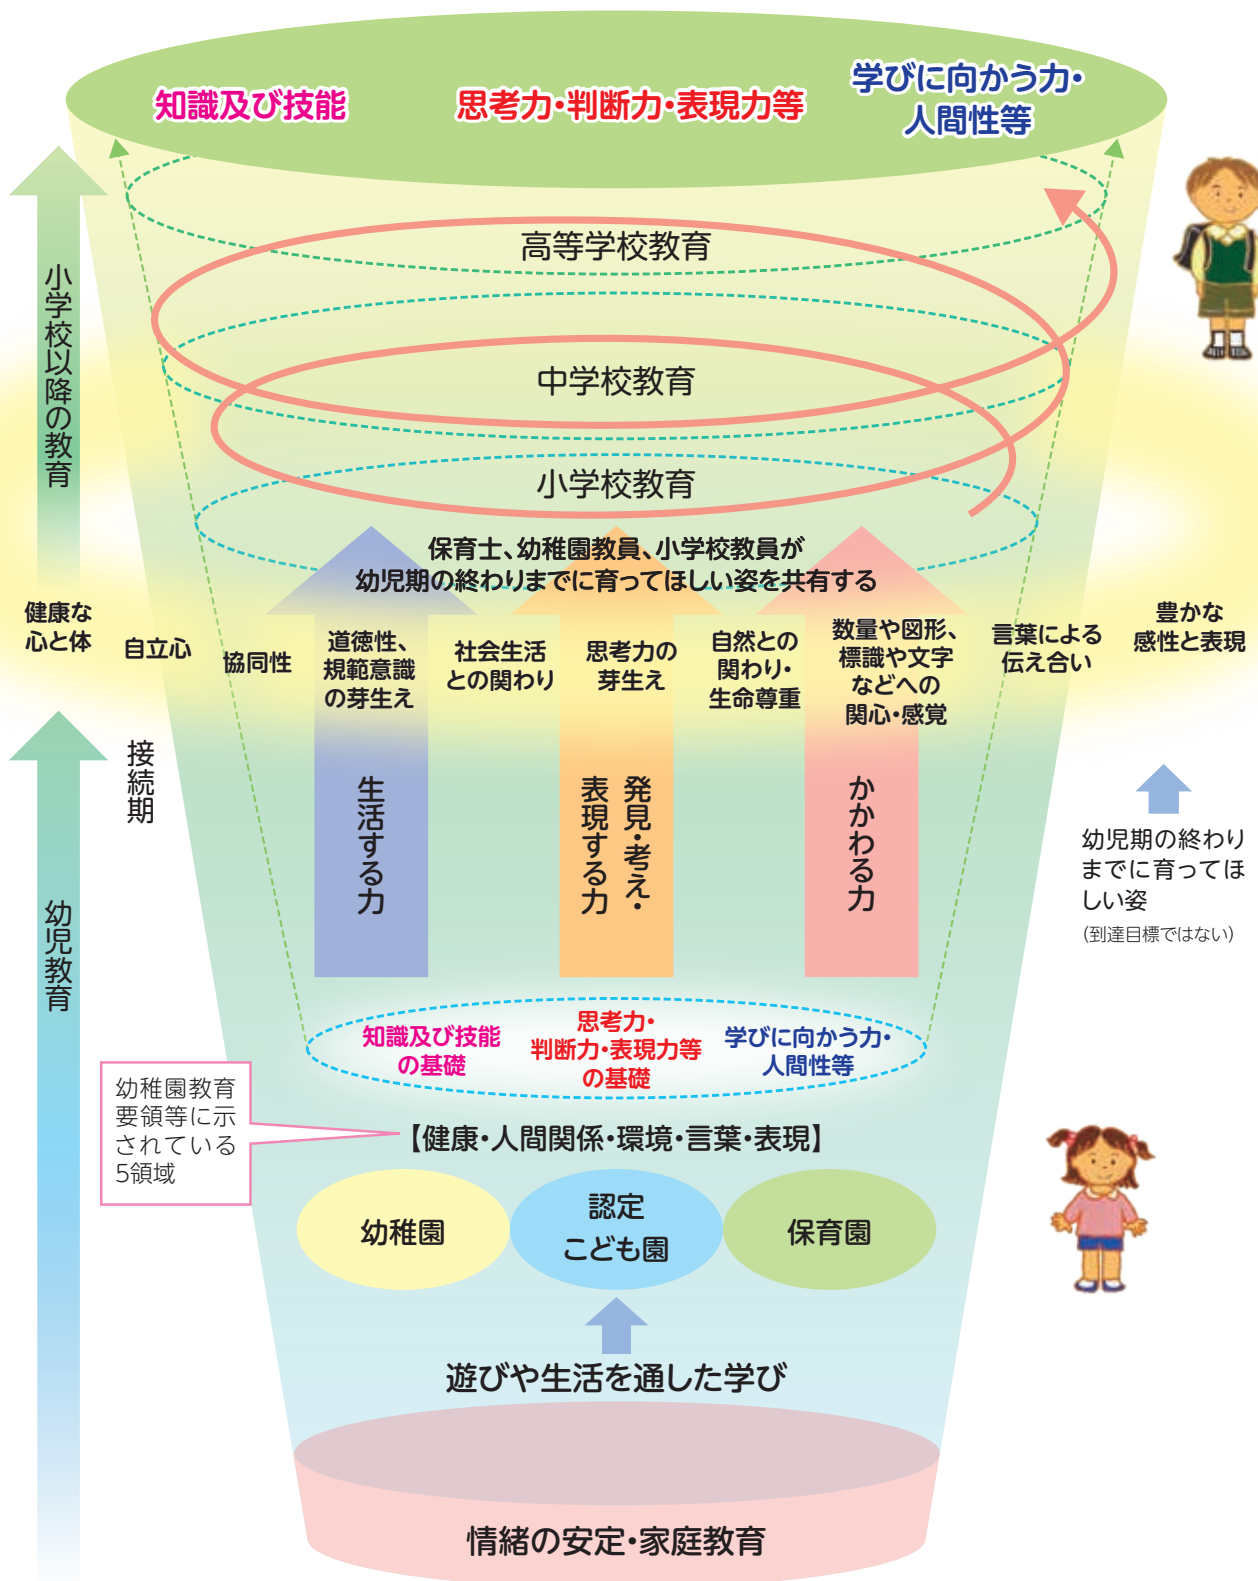 知識及び技能
思考力・判断力・表現力等
学びに向かう力・
人間性等
小学校以降の教育
高等学校教育
中学校教育
小学校教育
保育士、幼稚園教員、小学校教員が
幼児期の終わりまでに育ってほしい姿を共有する
健康な
心と体
自立心
協同性
道徳性、
規範意識
の芽生え
社会生活
との関わり
思考力の
芽生え
自然との
関わり・
生命尊重
数量や図形、
標識や文字
などへの
関心・感覚
言葉による
伝え合い
豊かな
感性と表現
接続期
幼児教育
生活する力
発見・考え・
表現する力
かかわる力
幼児期の終わり
までに育ってほ
しい姿
(到達目標ではない)
知識及び技能
の基礎
思考力・
判断力・表現力等
の基礎
学びに向かう力・
人間性等
幼稚園教育
要領等に示
されている
5領域
【健康・人間関係・環境・言葉・表現】
幼稚園
認定
こども園
保育園
遊びや生活を通した学び
情緒の安定・家庭教育